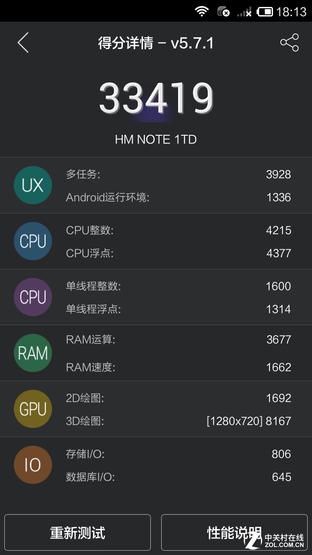 18:13
得分详情 - v5.7.1
33419
HM NOTE 1TD
UX
多任务: 3928
Android运行环境: 1336
CPU
CPU整数: 4215
CPU浮点: 4377
CPU
单线程整数: 1600
单线程浮点: 1314
RAM
RAM运算: 3677
RAM速度: 1662
GPU
2D绘图: 1692
3D绘图: [1280x720] 8167
IO
存储I/O: 806
数据库I/O: 645
重新测试 性能说明
Z 中关村在线
ZOL.COM.CN